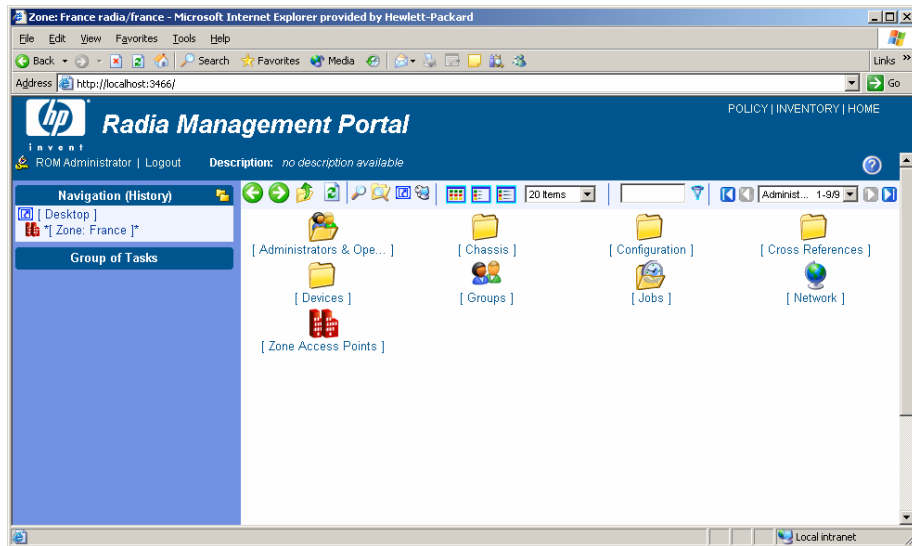 Zone: France radia/france - Microsoft Internet Explorer provided by Hewlett-Packard
File Edit View Favorites Tools Help
Back Search Favorites Media Links »
Address http://localhost:3466/ Go
hp
invent
Radia Management Portal
POLICY | INVENTORY | HOME
ROM Administrator | Logout Description: no description available
Navigation (History)
20 Items
Administ... 1-9/9
[ Desktop ]
*[ Zone: France ]*
Group of Tasks
[ Administrators & Ope... ] [ Chassis ] [ Configuration ] [ Cross References ]
[ Devices ] [ Groups ] [ Jobs ] [ Network ]
[ Zone Access Points ]
Local intranet